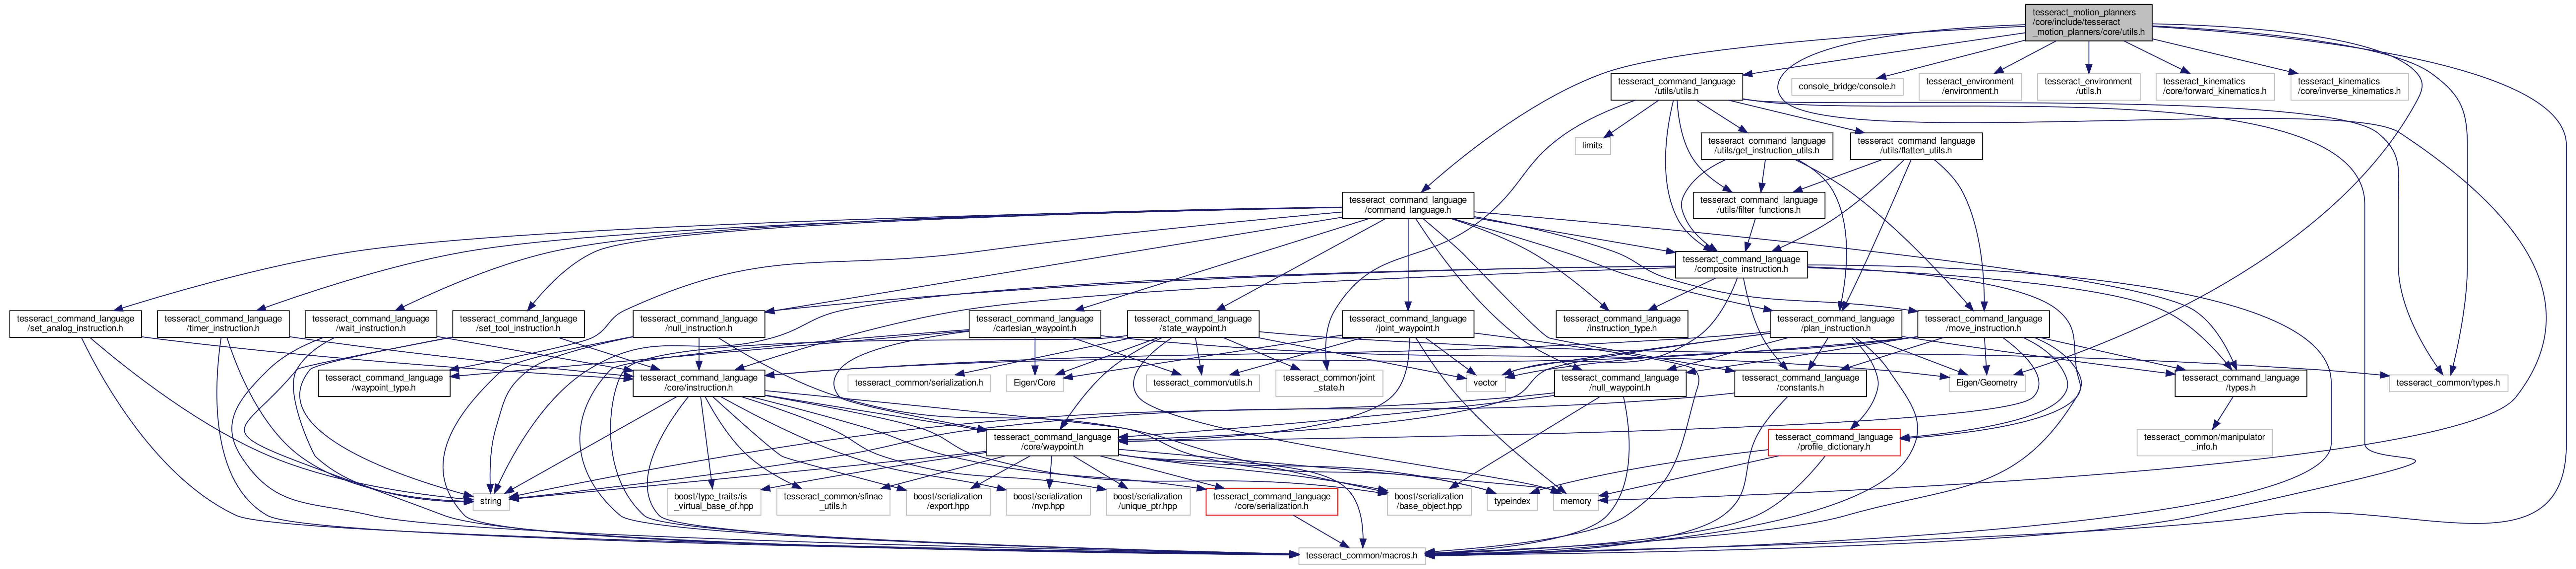 tesseract_motion_planners
/core/include/tesseract
_motion_planners/core/utils.h
tesseract_command_language
/utils/utils.h
console_bridge/console.h
tesseract_environment
/environment.h
tesseract_environment
/utils.h
tesseract_kinematics
/core/forward_kinematics.h
tesseract_kinematics
/core/inverse_kinematics.h
limits
tesseract_command_language
/utils/get_instruction_utils.h
tesseract_command_language
/utils/flatten_utils.h
tesseract_command_language
/command_language.h
tesseract_command_language
/utils/filter_functions.h
tesseract_command_language
/composite_instruction.h
tesseract_command_language
/set_analog_instruction.h
tesseract_command_language
/timer_instruction.h
tesseract_command_language
/wait_instruction.h
tesseract_command_language
/set_tool_instruction.h
tesseract_command_language
/null_instruction.h
tesseract_command_language
/cartesian_waypoint.h
tesseract_command_language
/state_waypoint.h
tesseract_command_language
/joint_waypoint.h
tesseract_command_language
/instruction_type.h
tesseract_command_language
/plan_instruction.h
tesseract_command_language
/move_instruction.h
tesseract_command_language
/waypoint_type.h
tesseract_command_language
/core/instruction.h
tesseract_common/serialization.h
Eigen/Core
tesseract_common/utils.h
tesseract_common/joint
_state.h
vector
tesseract_command_language
/null_waypoint.h
tesseract_command_language
/constants.h
Eigen/Geometry
tesseract_command_language
/types.h
tesseract_common/types.h
tesseract_command_language
/core/waypoint.h
tesseract_command_language
/profile_dictionary.h
tesseract_common/manipulator
_info.h
string
boost/type_traits/is
_virtual_base_of.hpp
tesseract_common/sfinae
_utils.h
boost/serialization
/export.hpp
boost/serialization
/nvp.hpp
boost/serialization
/unique_ptr.hpp
tesseract_command_language
/core/serialization.h
boost/serialization
/base_object.hpp
typeindex
memory
tesseract_common/macros.h